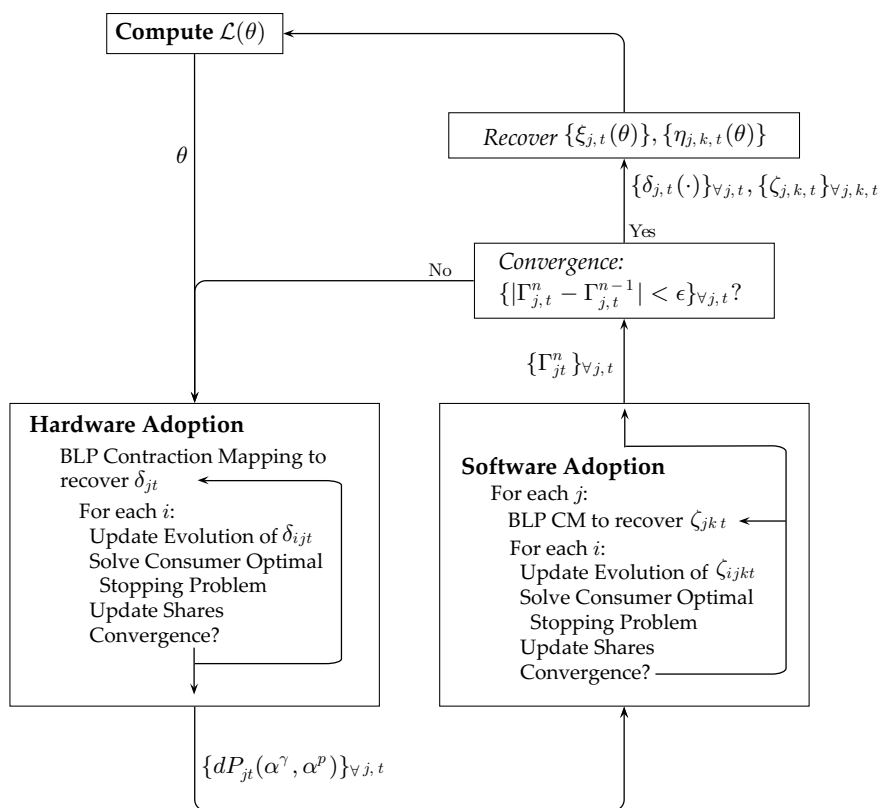 Compute ℒ(θ)
Recover {ξ_{j,t}(θ)}, {η_{j,k,t}(θ)}
θ
{δ_{j,t}(·)}_{∀j,t}, {ζ_{j,k,t}}_{∀j,k,t}
Yes
No
Convergence:
{|Γ^n_{j,t} − Γ^{n−1}_{j,t}| < ϵ}_{∀j,t}?
{Γ^n_{jt}}_{∀j,t}
Hardware Adoption
BLP Contraction Mapping to
recover δ_{jt}
For each i:
Update Evolution of δ_{ijt}
Solve Consumer Optimal
Stopping Problem
Update Shares
Convergence?
Software Adoption
For each j:
BLP CM to recover ζ_{jkt}
For each i:
Update Evolution of ζ_{ijkt}
Solve Consumer Optimal
Stopping Problem
Update Shares
Convergence?
{dP_{jt}(α^γ, α^p)}_{∀j,t}